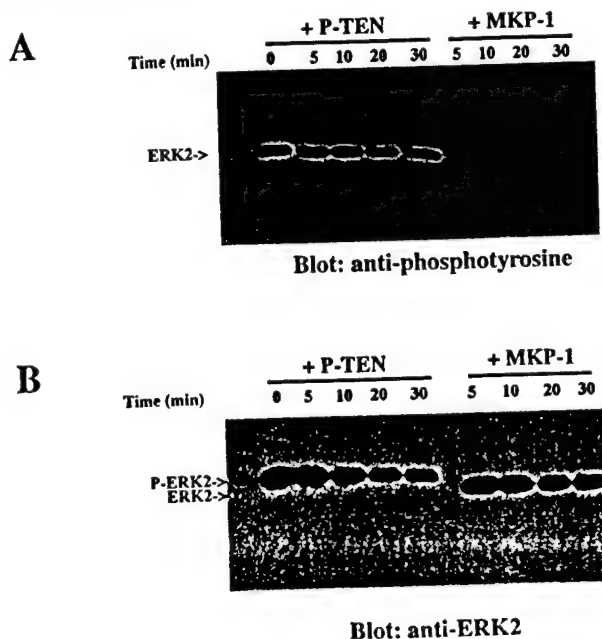 A
+ P-TEN + MKP-1
Time (min) 0 5 10 20 30 5 10 20 30
ERK2->
Blot: anti-phosphotyrosine
B
+ P-TEN + MKP-1
Time (min) 0 5 10 20 30 5 10 20 30
P-ERK2->
ERK2->
Blot: anti-ERK2